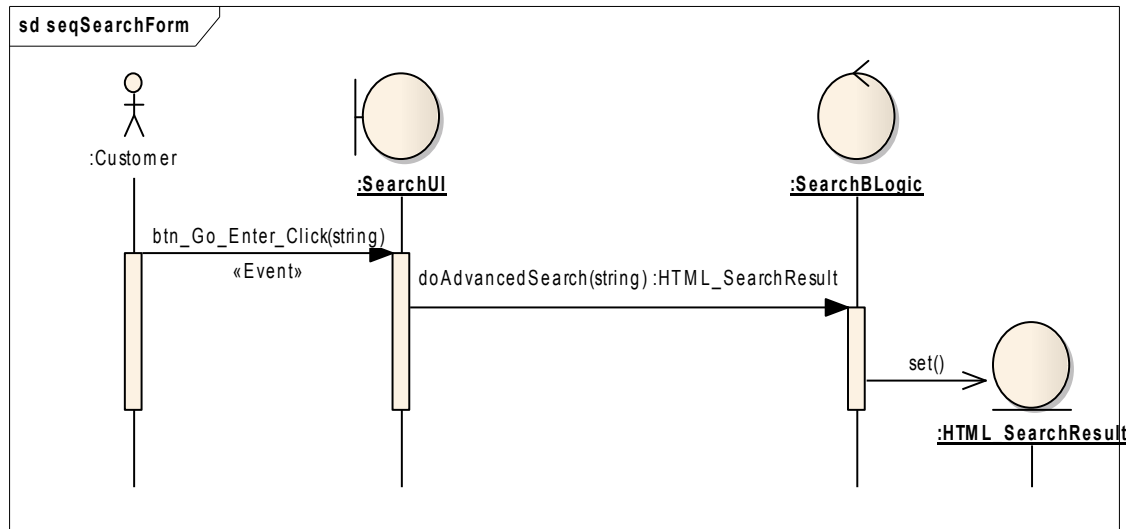 sd seqSearchForm
:Customer
:SearchUI
:SearchBLogic
btn_Go_Enter_Click(string)
«Event»
doAdvancedSearch(string) :HTML_SearchResult
set()
:HTML_SearchResult